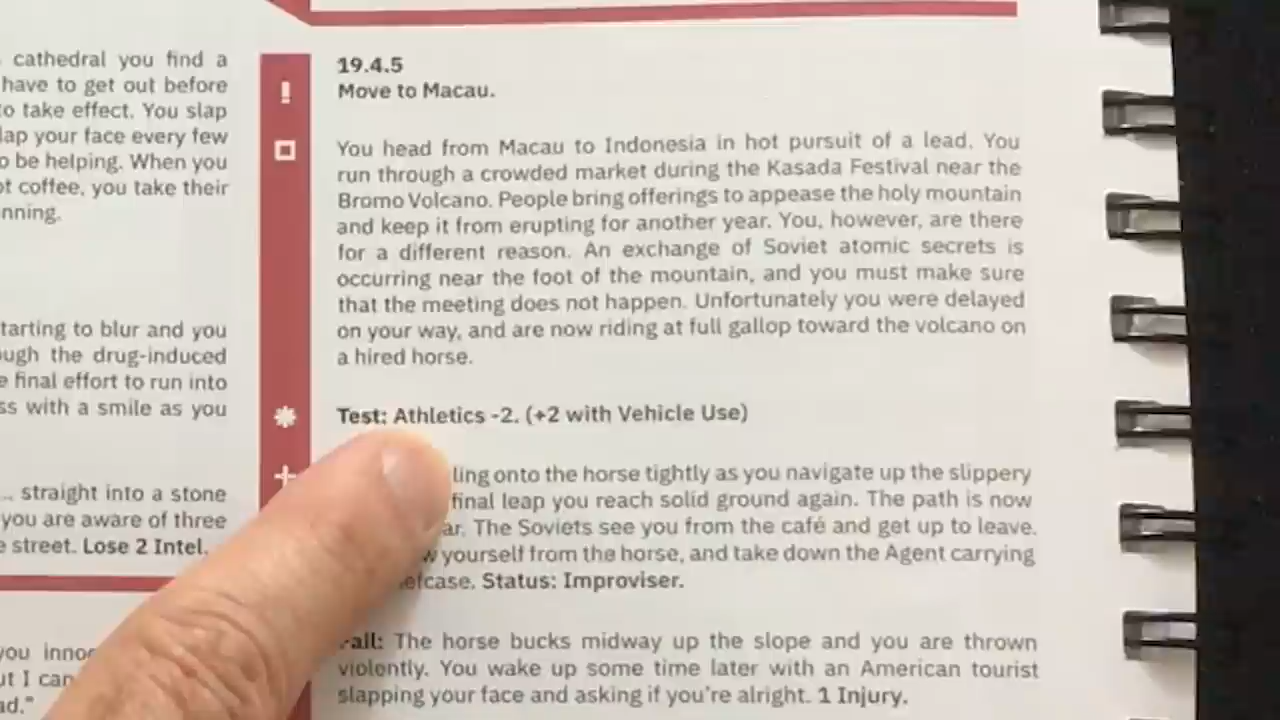 cathedral you find a
have to get out before
to take effect. You slap
lap your face every few
be helping. When you
coffee, you take their
nning.
tarting to blur and you
ugh the drug-induced
final effort to run into
ss with a smile as you
.. straight into a stone
you are aware of three
street. Lose 2 Intel.
you inno
ut I can
ad."
19.4.5
Move to Macau.
You head from Macau to Indonesia in hot pursuit of a lead. You
run through a crowded market during the Kasada Festival near the
Bromo Volcano. People bring offerings to appease the holy mountain
and keep it from erupting for another year. You, however, are there
for a different reason. An exchange of Soviet atomic secrets is
occurring near the foot of the mountain, and you must make sure
that the meeting does not happen. Unfortunately you were delayed
on your way, and are now riding at full gallop toward the volcano on
a hired horse.
Test: Athletics -2. (+2 with Vehicle Use)
ling onto the horse tightly as you navigate up the slippery
final leap you reach solid ground again. The path is now
ar. The Soviets see you from the café and get up to leave.
w yourself from the horse, and take down the Agent carrying
efcase. Status: Improviser.
Fail: The horse bucks midway up the slope and you are thrown
violently. You wake up some time later with an American tourist
slapping your face and asking if you're alright. 1 Injury.